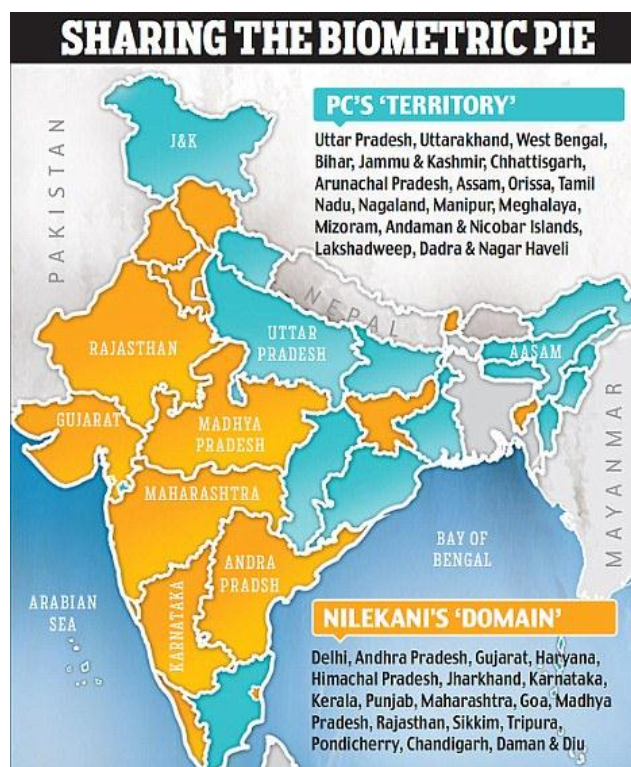 SHARING THE BIOMETRIC PIE
PC'S 'TERRITORY'
Uttar Pradesh, Uttarakhand, West Bengal,
Bihar, Jammu & Kashmir, Chhattisgarh,
Arunachal Pradesh, Assam, Orissa, Tamil
Nadu, Nagaland, Manipur, Meghalaya,
Mizoram, Andaman & Nicobar Islands,
Lakshadweep, Dadra & Nagar Haveli
PAKISTAN
J&K
NEPAL
UTTAR
PRADESH
RAJASTHAN
AASAM
GUJARAT
MADHYA
PRADESH
MAHARASHTRA
MAYANMAR
BAY OF
BENGAL
ANDRA
PRADSH
KARNATAKA
ARABIAN
SEA
NILEKANI'S 'DOMAIN'
Delhi, Andhra Pradesh, Gujarat, Haryana,
Himachal Pradesh, Jharkhand, Karnataka,
Kerala, Punjab, Maharashtra, Goa, Madhya
Pradesh, Rajasthan, Sikkim, Tripura,
Pondicherry, Chandigarh, Daman & Diu